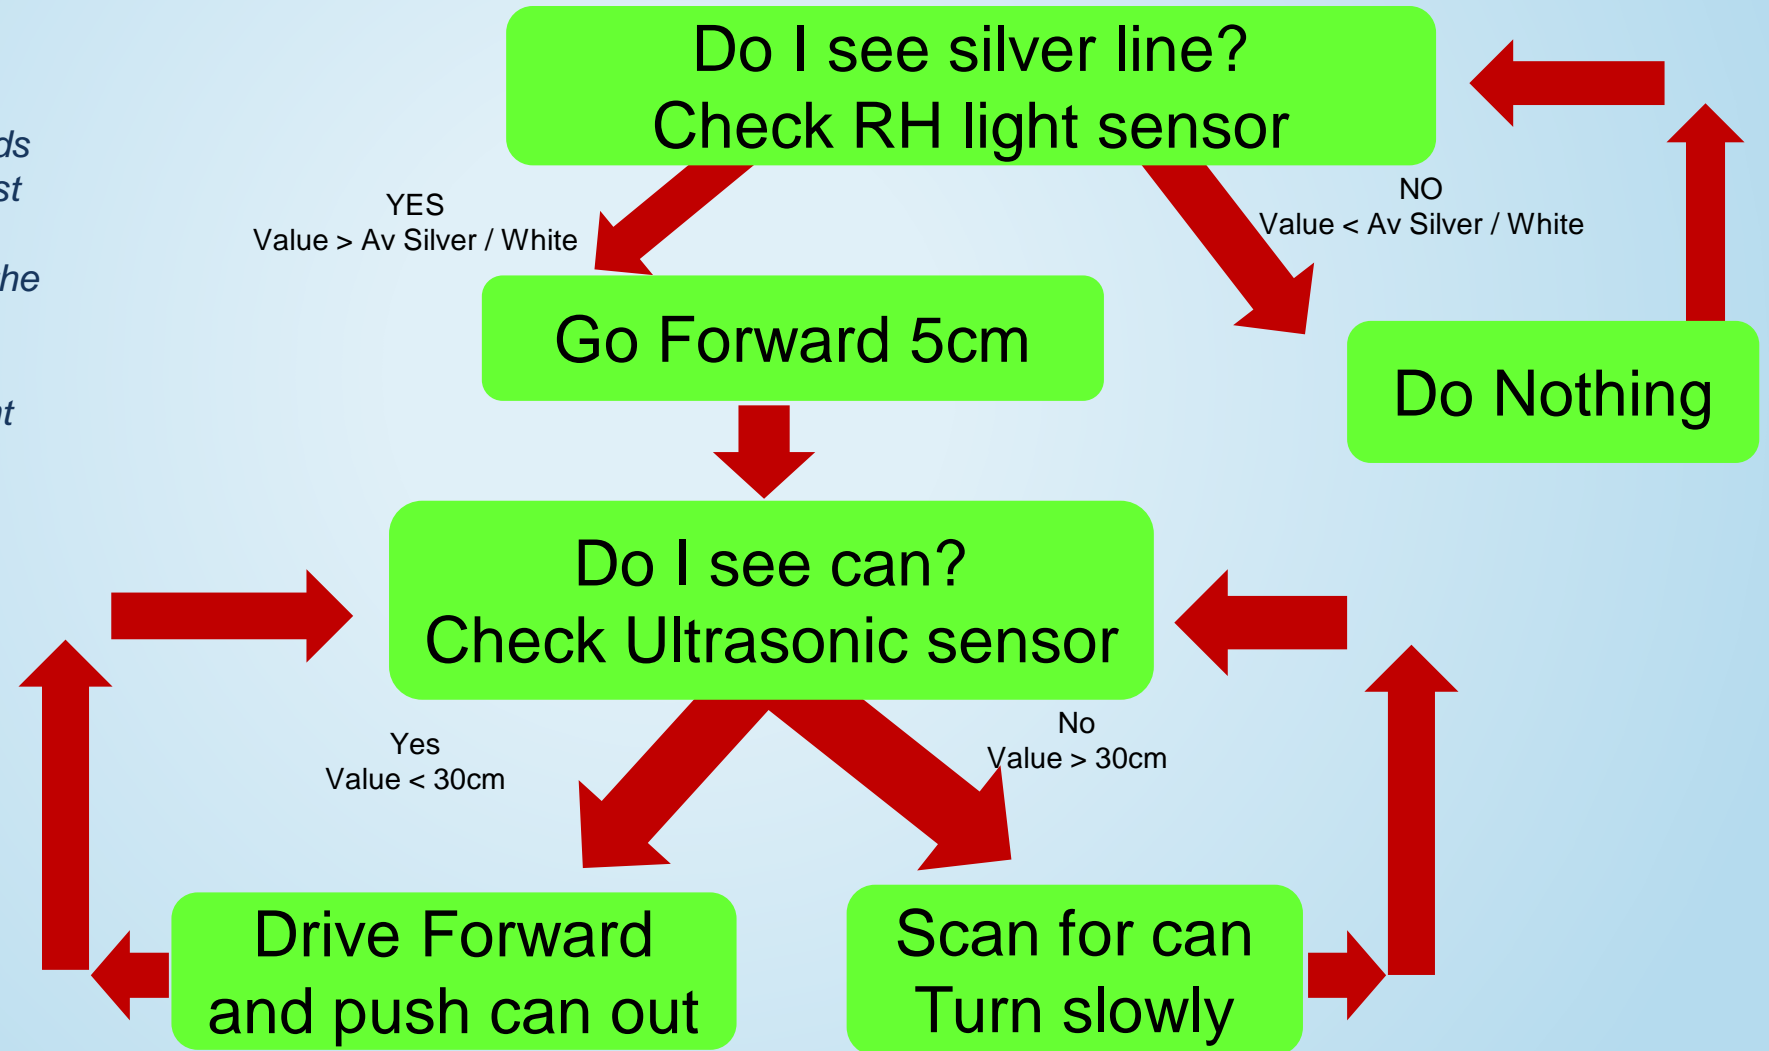 Do I see silver line?
Check RH light sensor
YES
Value > Av Silver / White
NO
Value < Av Silver / White
Go Forward 5cm
Do Nothing
Do I see can?
Check Ultrasonic sensor
Yes
Value < 30cm
No
Value > 30cm
Drive Forward
and push can out
Scan for can
Turn slowly